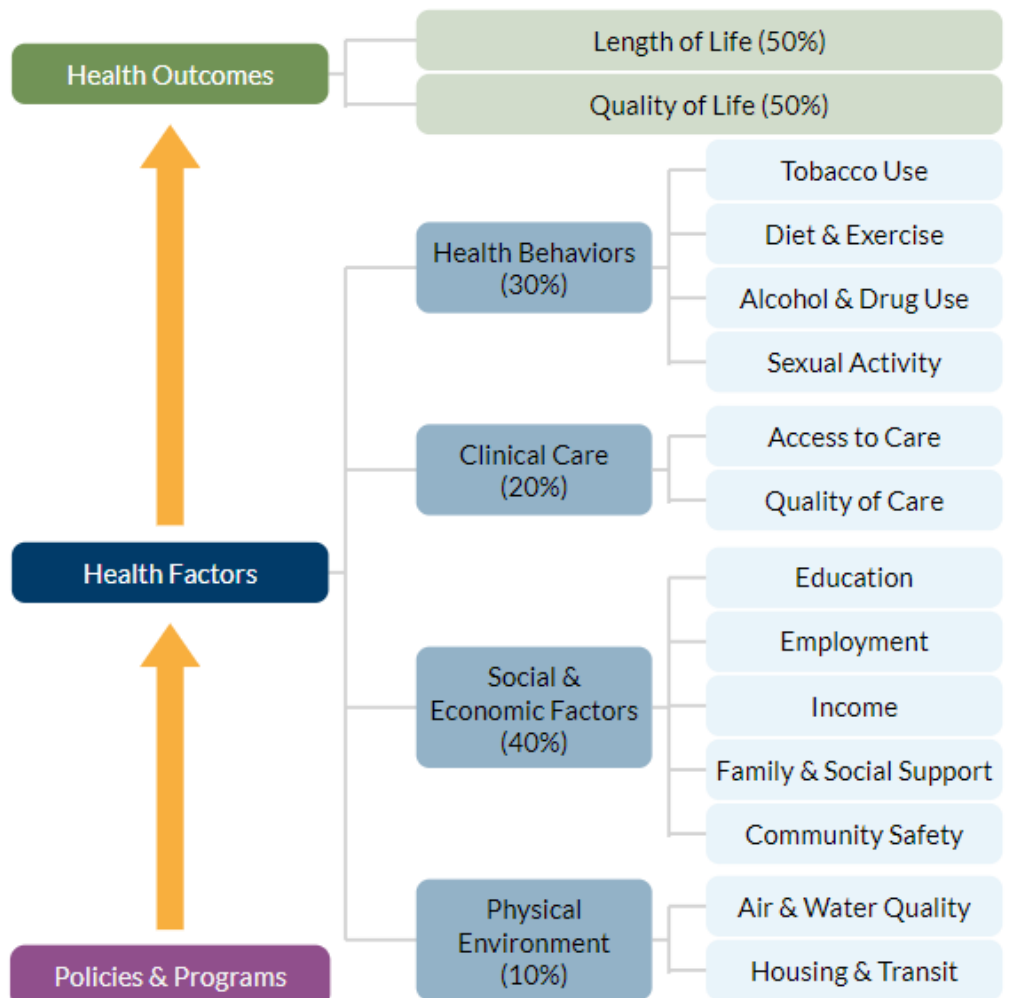 Health Outcomes
Length of Life (50%)
Quality of Life (50%)
Health Factors
Health Behaviors
(30%)
Tobacco Use
Diet & Exercise
Alcohol & Drug Use
Sexual Activity
Clinical Care
(20%)
Access to Care
Quality of Care
Social &
Economic Factors
(40%)
Education
Employment
Income
Family & Social Support
Community Safety
Physical
Environment
(10%)
Air & Water Quality
Housing & Transit
Policies & Programs